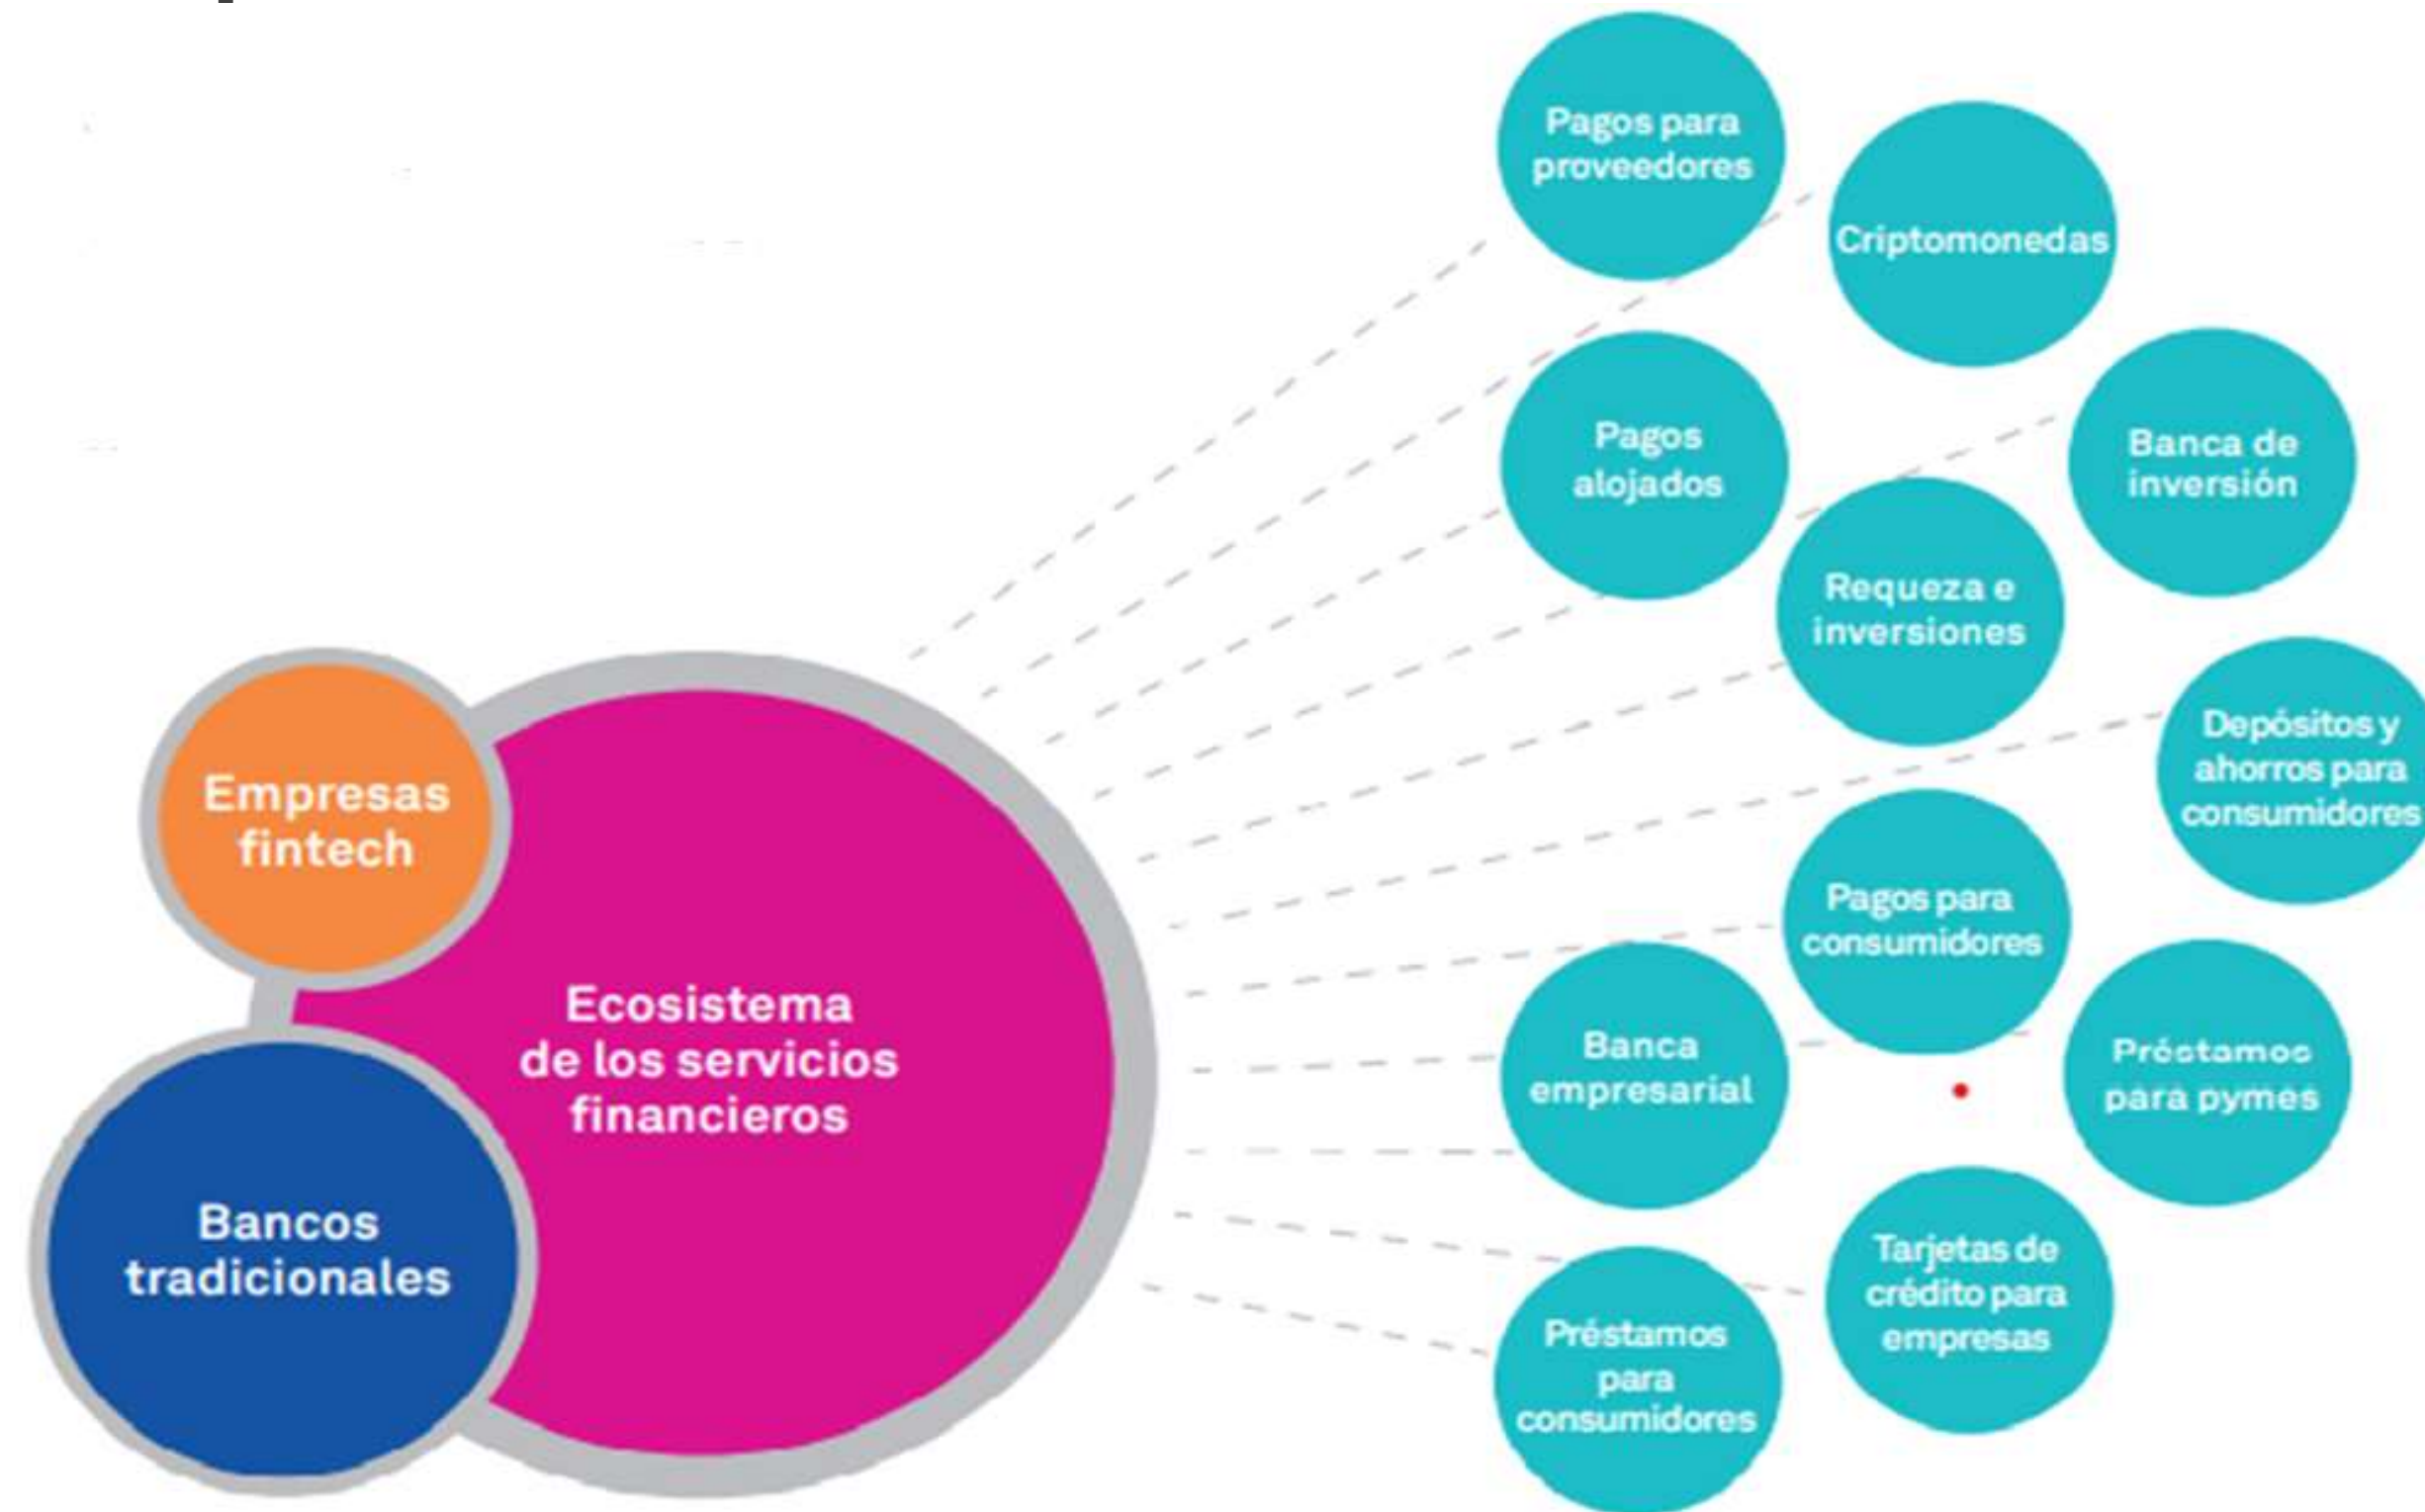 Pagos para
proveedores
Criptomonedas
Pagos
alojados
Banca de
inversión
Requeza e
inversiones
Depósitos y
ahorros para
consumidores
Empresas
fintech
Pagos para
consumidores
Ecosistema
de los servicios
financieros
Banca
empresarial
Préstamos
para pymes
Bancos
tradicionales
Tarjetas de
crédito para
empresas
Préstamos
para
consumidores